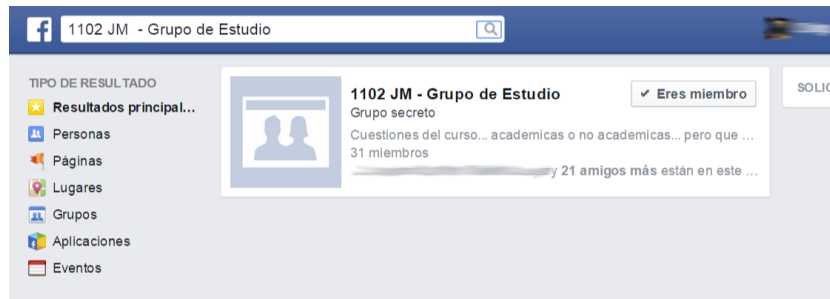 f
1102 JM - Grupo de Estudio
TIPO DE RESULTADO
Resultados principal...
Personas
Páginas
Lugares
Grupos
Aplicaciones
Eventos
1102 JM - Grupo de Estudio
✔ Eres miembro
Grupo secreto
Cuestiones del curso... academicas o no academicas... pero que ...
31 miembros
y 21 amigos más están en este ...
SOLIC